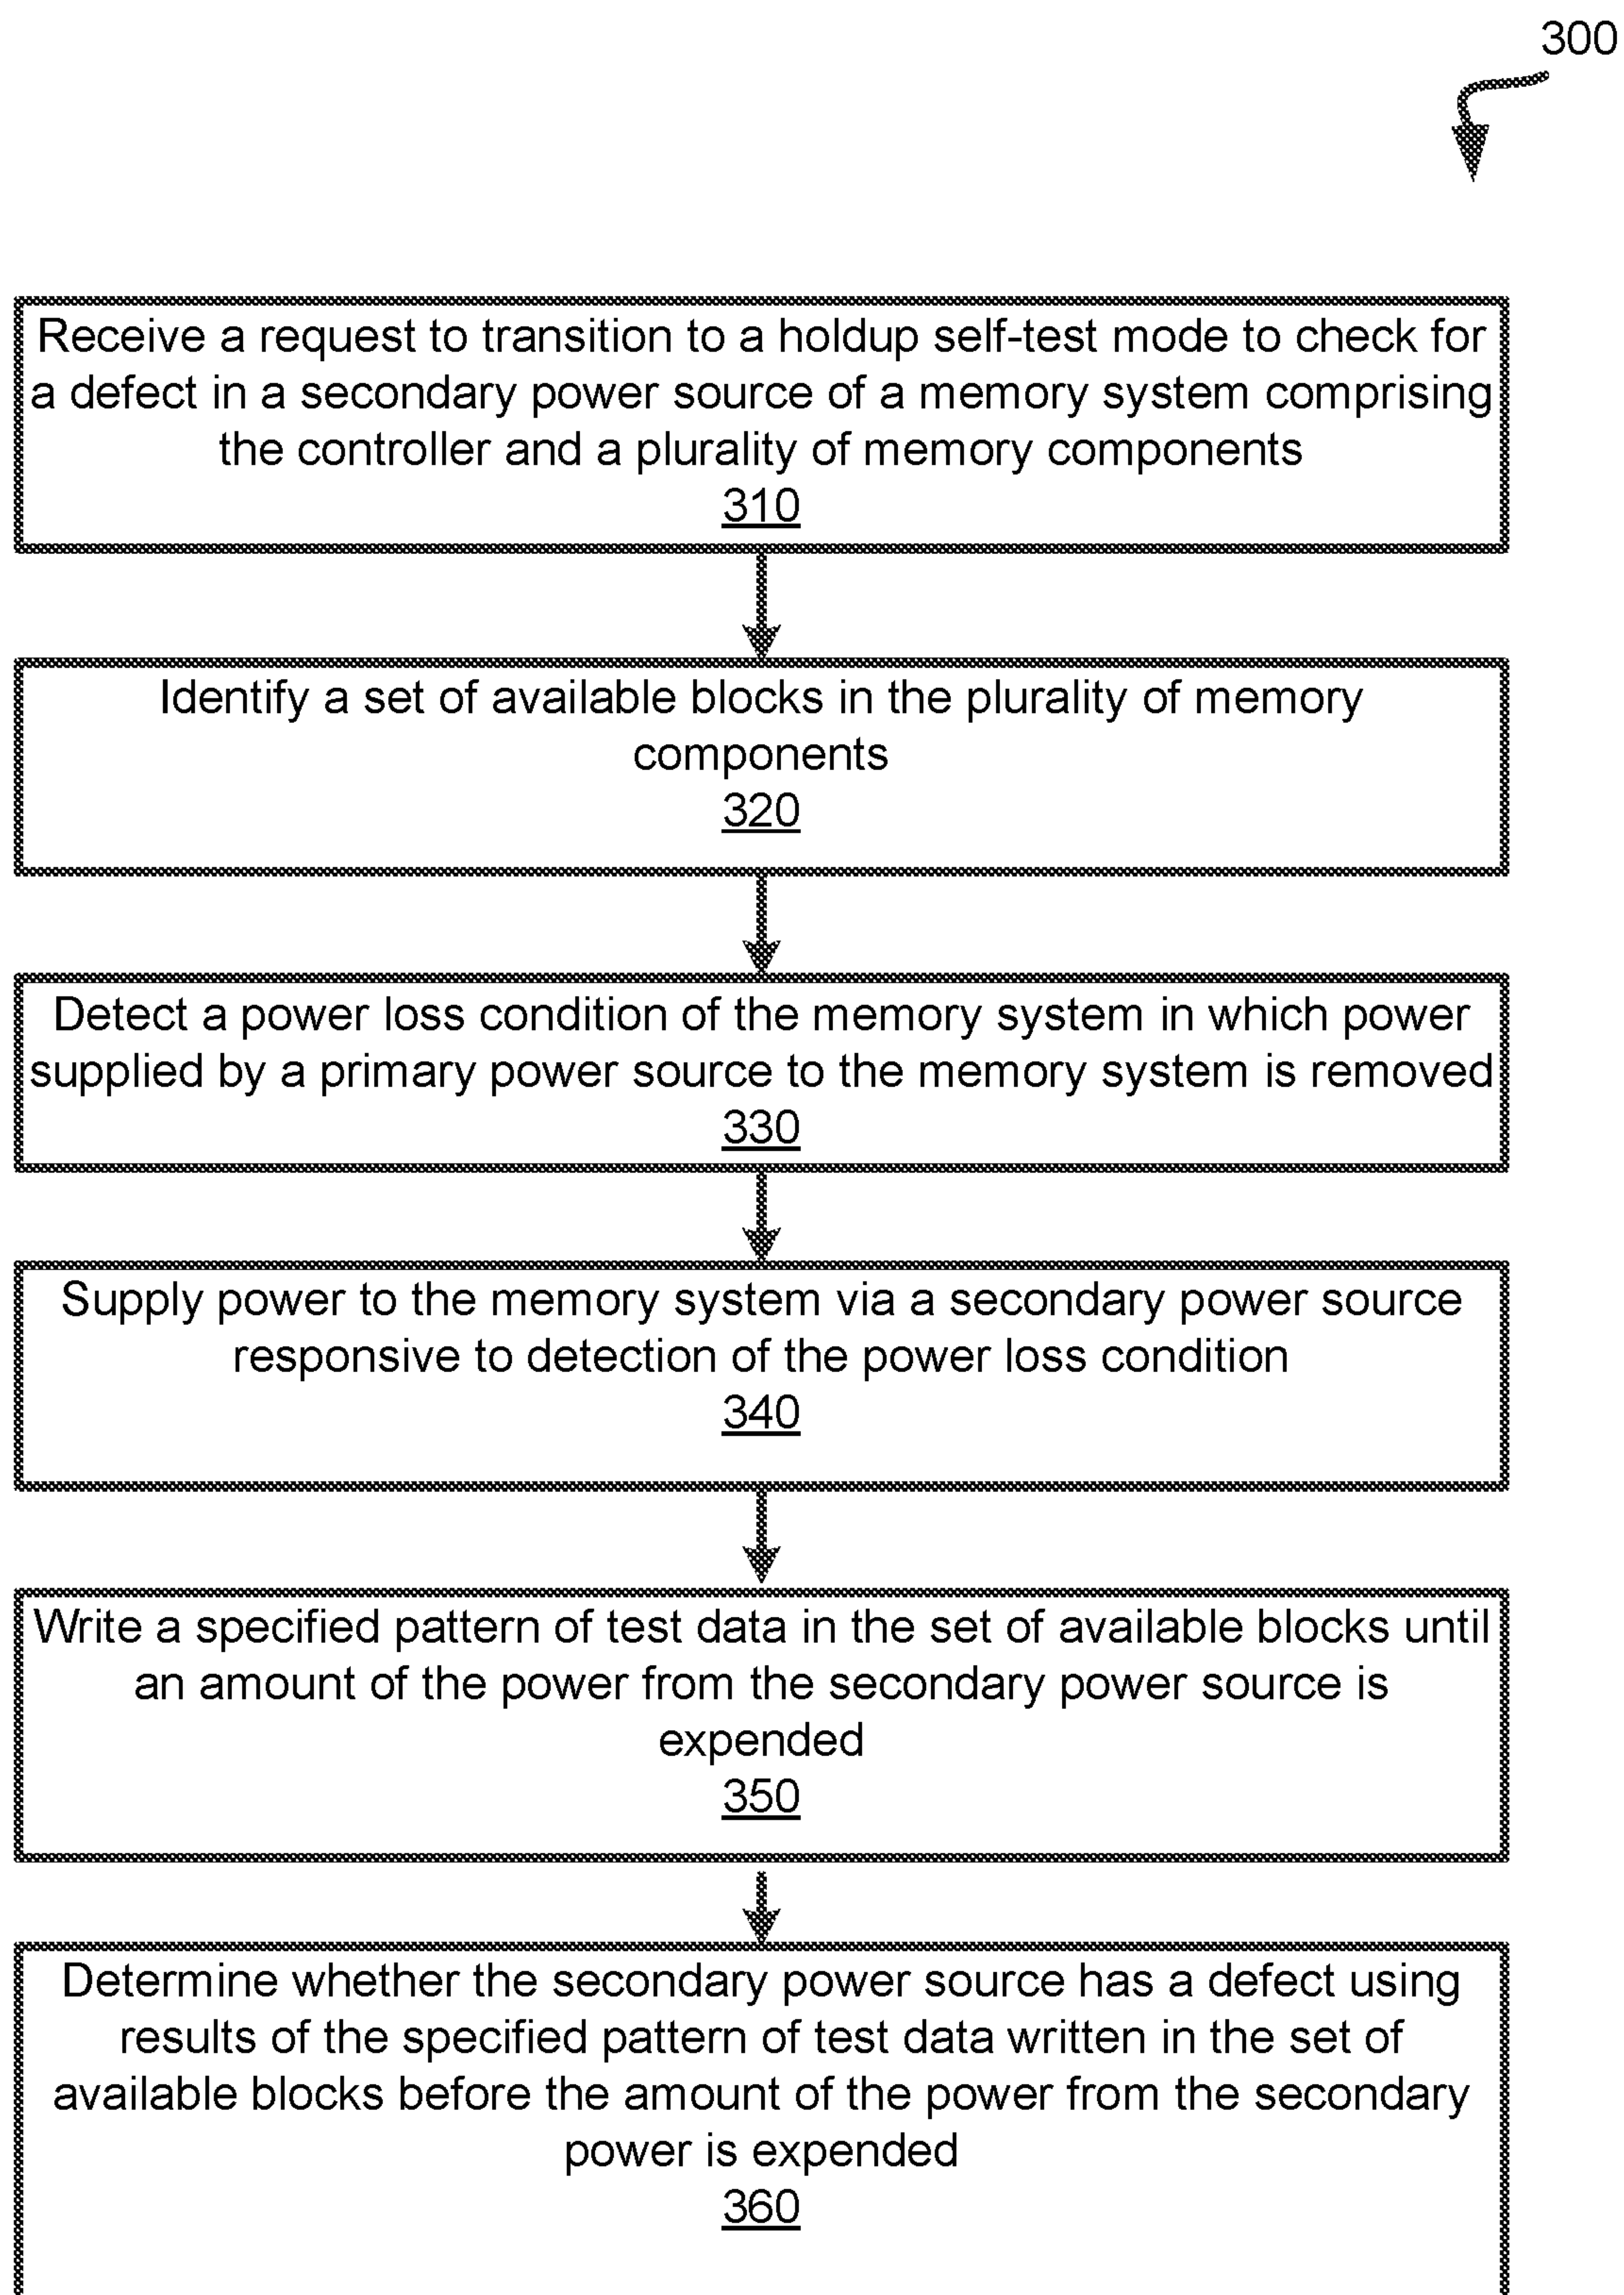 300
Receive a request to transition to a holdup self-test mode to check for
a defect in a secondary power source of a memory system comprising
the controller and a plurality of memory components
310
Identify a set of available blocks in the plurality of memory
components
320
Detect a power loss condition of the memory system in which power
supplied by a primary power source to the memory system is removed
330
Supply power to the memory system via a secondary power source
responsive to detection of the power loss condition
340
Write a specified pattern of test data in the set of available blocks until
an amount of the power from the secondary power source is
expended
350
Determine whether the secondary power source has a defect using
results of the specified pattern of test data written in the set of
available blocks before the amount of the power from the secondary
power is expended
360